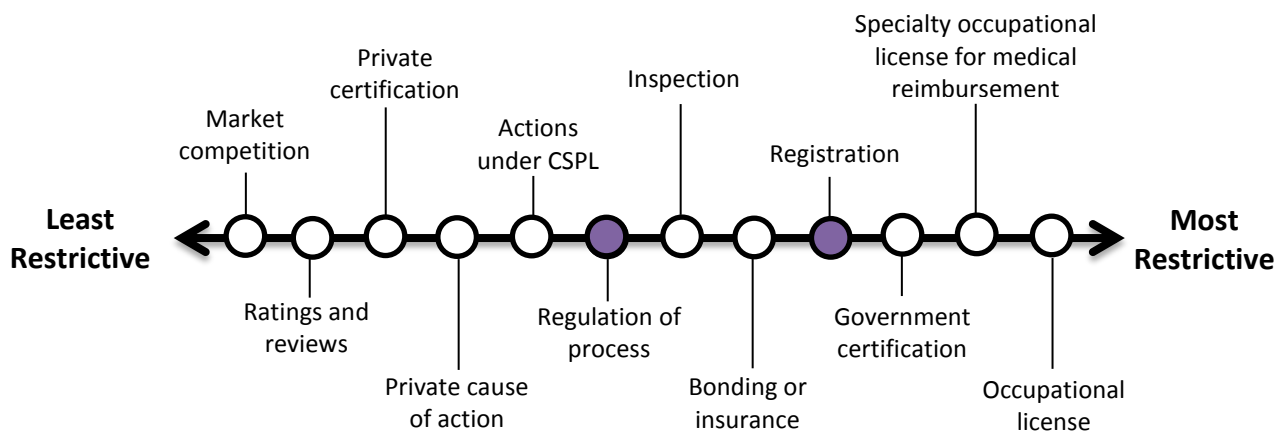 Specialty occupational
license for medical
reimbursement
Private
certification
Inspection
Market
competition
Actions
under CSPL
Registration
Least
Restrictive
Most
Restrictive
Ratings and
reviews
Regulation of
process
Government
certification
Private cause
of action
Bonding or
insurance
Occupational
license